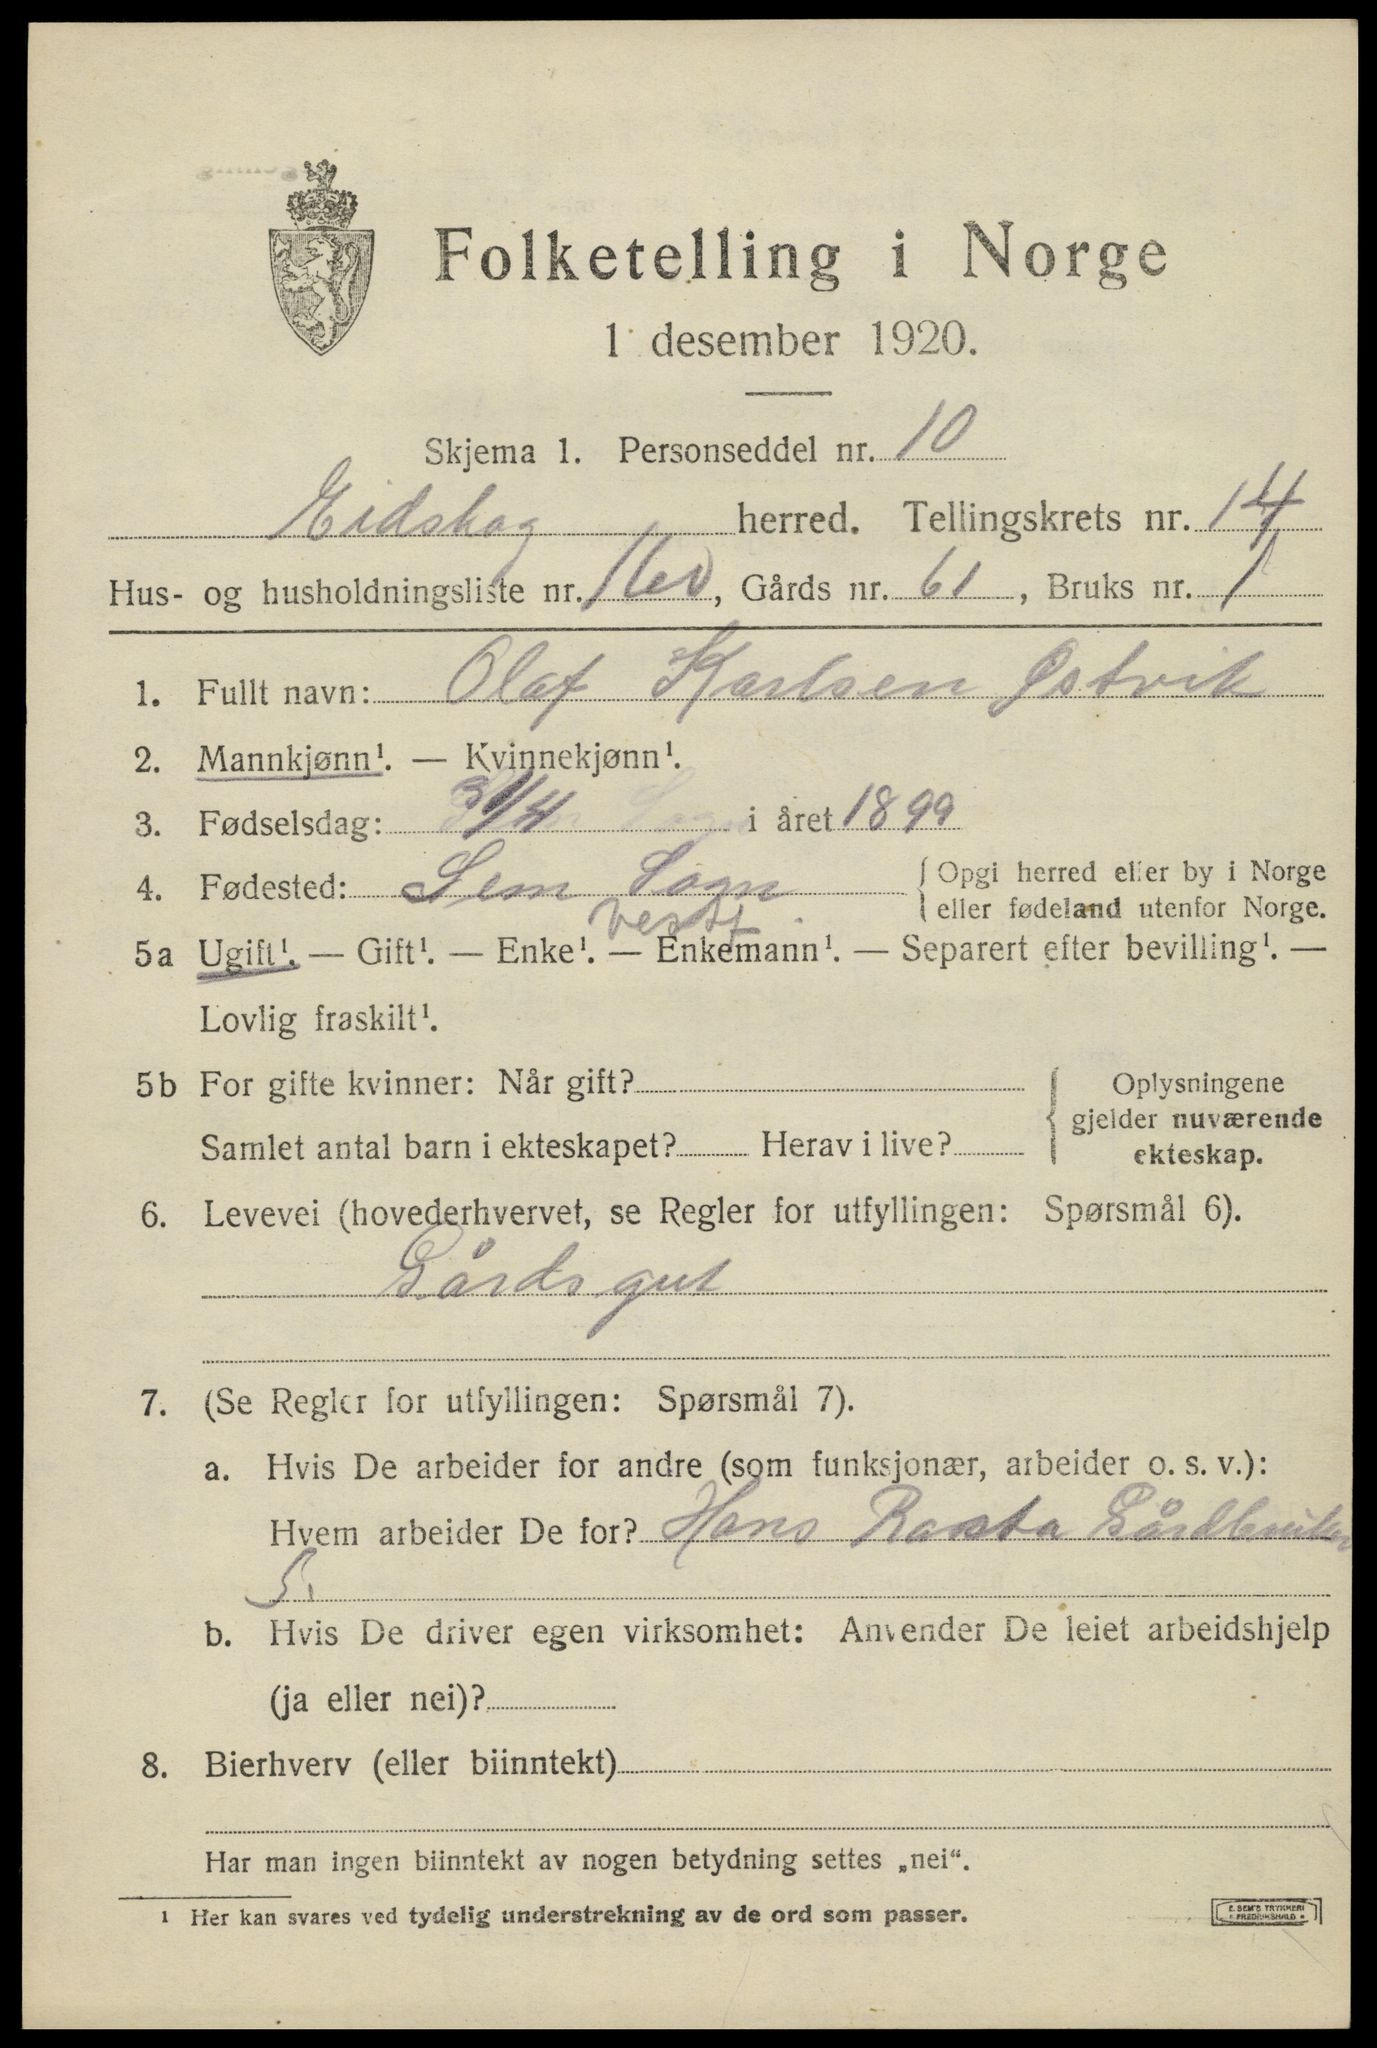 Folketelling i Norge
1 desember 1920.
Skjema 1. Personseddel nr. 10
Eidskog herred. Tellingskrets nr. 14
Hus- og husholdningsliste nr. , Gårds nr. 61, Bruks nr. 1
1. Fullt navn: Olaf Karlsen Østvik
2. Mannkjønn¹. — Kvinnekjønn¹.
3. Fødselsdag: 31/4 i året 1899
4. Fødested: Sem Sogn { Opgi herred eller by i Norge
eller fødeland utenfor Norge.
Vestf
5a Ugift¹. — Gift¹. — Enke¹. — Enkemann¹. — Separert efter bevilling¹. —
Lovlig fraskilt¹.
5b For gifte kvinner: Når gift? { Oplysningene
gjelder nuværende
Samlet antal barn i ekteskapet? Herav i live?
ekteskap.
6. Levevei (hovederhvervet, se Regler for utfyllingen: Spørsmål 6).
Gårdsgut
7. (Se Regler for utfyllingen: Spørsmål 7).
a. Hvis De arbeider for andre (som funksjonær, arbeider o. s. v.):
Hvem arbeider De for? Hans Rasta Gårdbruker
b. Hvis De driver egen virksomhet: Anvender De leiet arbeidshjelp
(ja eller nei)?
8. Bierhverv (eller biinntekt)
Har man ingen biinntekt av nogen betydning settes „nei“.
¹ Her kan svares ved tydelig understrekning av de ord som passer.
E. SEM'S TRYKKERI
FREDRIKSHALD